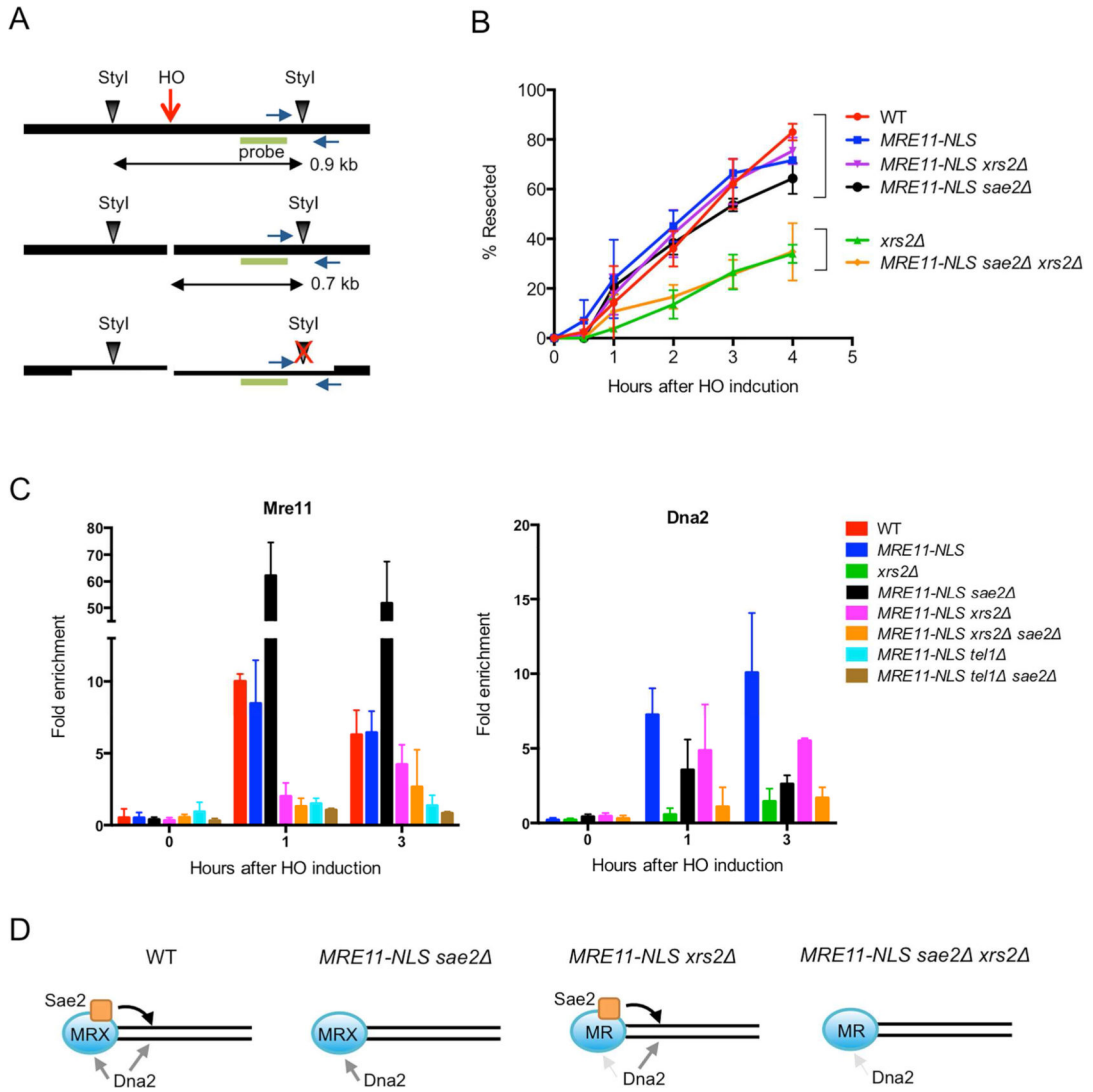 A
StyI HO StyI
probe
0.9 kb
StyI StyI
0.7 kb
StyI StyI
B
% Resected
100
80
60
40
20
0
0 1 2 3 4 5
Hours after HO indcution
WT
MRE11-NLS
MRE11-NLS xrs2Δ
MRE11-NLS sae2Δ
xrs2Δ
MRE11-NLS sae2Δ xrs2Δ
C
Mre11
Fold enrichment
80
70
60
50
10
5
0
0 1 3
Hours after HO induction
Dna2
Fold enrichment
20
15
10
5
0
0 1 3
Hours after HO induction
WT
MRE11-NLS
xrs2Δ
MRE11-NLS sae2Δ
MRE11-NLS xrs2Δ
MRE11-NLS xrs2Δ sae2Δ
MRE11-NLS tel1Δ
MRE11-NLS tel1Δ sae2Δ
D
WT
Sae2
MRX
Dna2
MRE11-NLS sae2Δ
MRX
Dna2
MRE11-NLS xrs2Δ
Sae2
MR
Dna2
MRE11-NLS sae2Δ xrs2Δ
MR
Dna2